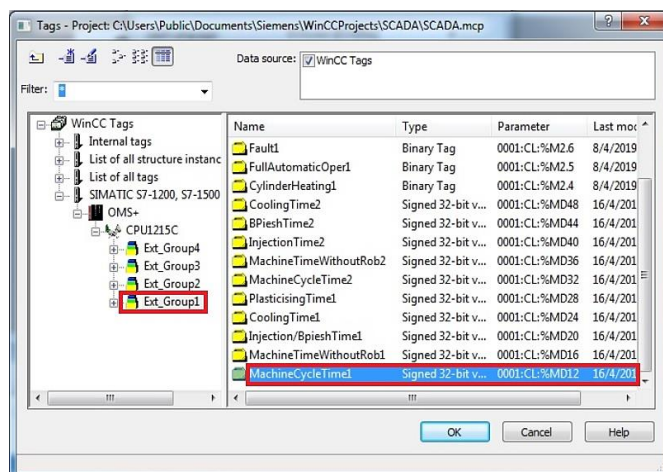 Tags - Project: C:\Users\Public\Documents\Siemens\WinCCProjects\SCADA\SCADA.mcp
Data source: WinCC Tags
Filter: *
WinCC Tags
Internal tags
List of all structure instanc
List of all tags
SIMATIC S7-1200, S7-1500
OMS+
CPU1215C
Ext_Group4
Ext_Group3
Ext_Group2
Ext_Group1
Name Type Parameter Last moc
Fault1 Binary Tag 0001:CL:%M2.6 8/4/2019
FullAutomaticOper1 Binary Tag 0001:CL:%M2.5 8/4/2019
CylinderHeating1 Binary Tag 0001:CL:%M2.4 8/4/2019
CoolingTime2 Signed 32-bit v... 0001:CL:%MD48 16/4/201
BPieshTime2 Signed 32-bit v... 0001:CL:%MD44 16/4/201
InjectionTime2 Signed 32-bit v... 0001:CL:%MD40 16/4/201
MachineTimeWithoutRob2 Signed 32-bit v... 0001:CL:%MD36 16/4/201
MachineCycleTime2 Signed 32-bit v... 0001:CL:%MD32 16/4/201
PlasticisingTime1 Signed 32-bit v... 0001:CL:%MD28 16/4/201
CoolingTime1 Signed 32-bit v... 0001:CL:%MD24 16/4/201
Injection/BpieshTime1 Signed 32-bit v... 0001:CL:%MD20 16/4/201
MachineTimeWithoutRob1 Signed 32-bit v... 0001:CL:%MD16 16/4/201
MachineCycleTime1 Signed 32-bit v... 0001:CL:%MD12 16/4/201
OK Cancel Help